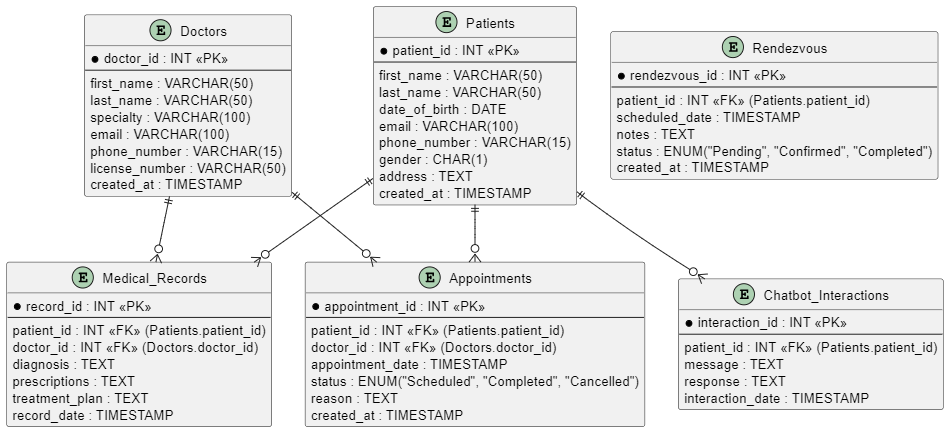 E Doctors
doctor_id : INT «PK»
first_name : VARCHAR(50)
last_name : VARCHAR(50)
specialty : VARCHAR(100)
email : VARCHAR(100)
phone_number : VARCHAR(15)
license_number : VARCHAR(50)
created_at : TIMESTAMP
E Patients
patient_id : INT «PK»
first_name : VARCHAR(50)
last_name : VARCHAR(50)
date_of_birth : DATE
email : VARCHAR(100)
phone_number : VARCHAR(15)
gender : CHAR(1)
address : TEXT
created_at : TIMESTAMP
E Rendezvous
rendezvous_id : INT «PK»
patient_id : INT «FK» (Patients.patient_id)
scheduled_date : TIMESTAMP
notes : TEXT
status : ENUM("Pending", "Confirmed", "Completed")
created_at : TIMESTAMP
E Medical_Records
record_id : INT «PK»
patient_id : INT «FK» (Patients.patient_id)
doctor_id : INT «FK» (Doctors.doctor_id)
diagnosis : TEXT
prescriptions : TEXT
treatment_plan : TEXT
record_date : TIMESTAMP
E Appointments
appointment_id : INT «PK»
patient_id : INT «FK» (Patients.patient_id)
doctor_id : INT «FK» (Doctors.doctor_id)
appointment_date : TIMESTAMP
status : ENUM("Scheduled", "Completed", "Cancelled")
reason : TEXT
created_at : TIMESTAMP
E Chatbot_Interactions
interaction_id : INT «PK»
patient_id : INT «FK» (Patients.patient_id)
message : TEXT
response : TEXT
interaction_date : TIMESTAMP